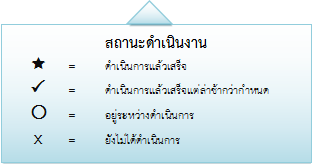 สถานะดำเนินงาน
★ = ดำเนินการแล้วเสร็จ
✓ = ดำเนินการแล้วเสร็จแต่ล่าช้ากว่ากำหนด
O = อยู่ระหว่างดำเนินการ
x = ยังไม่ได้ดำเนินการ